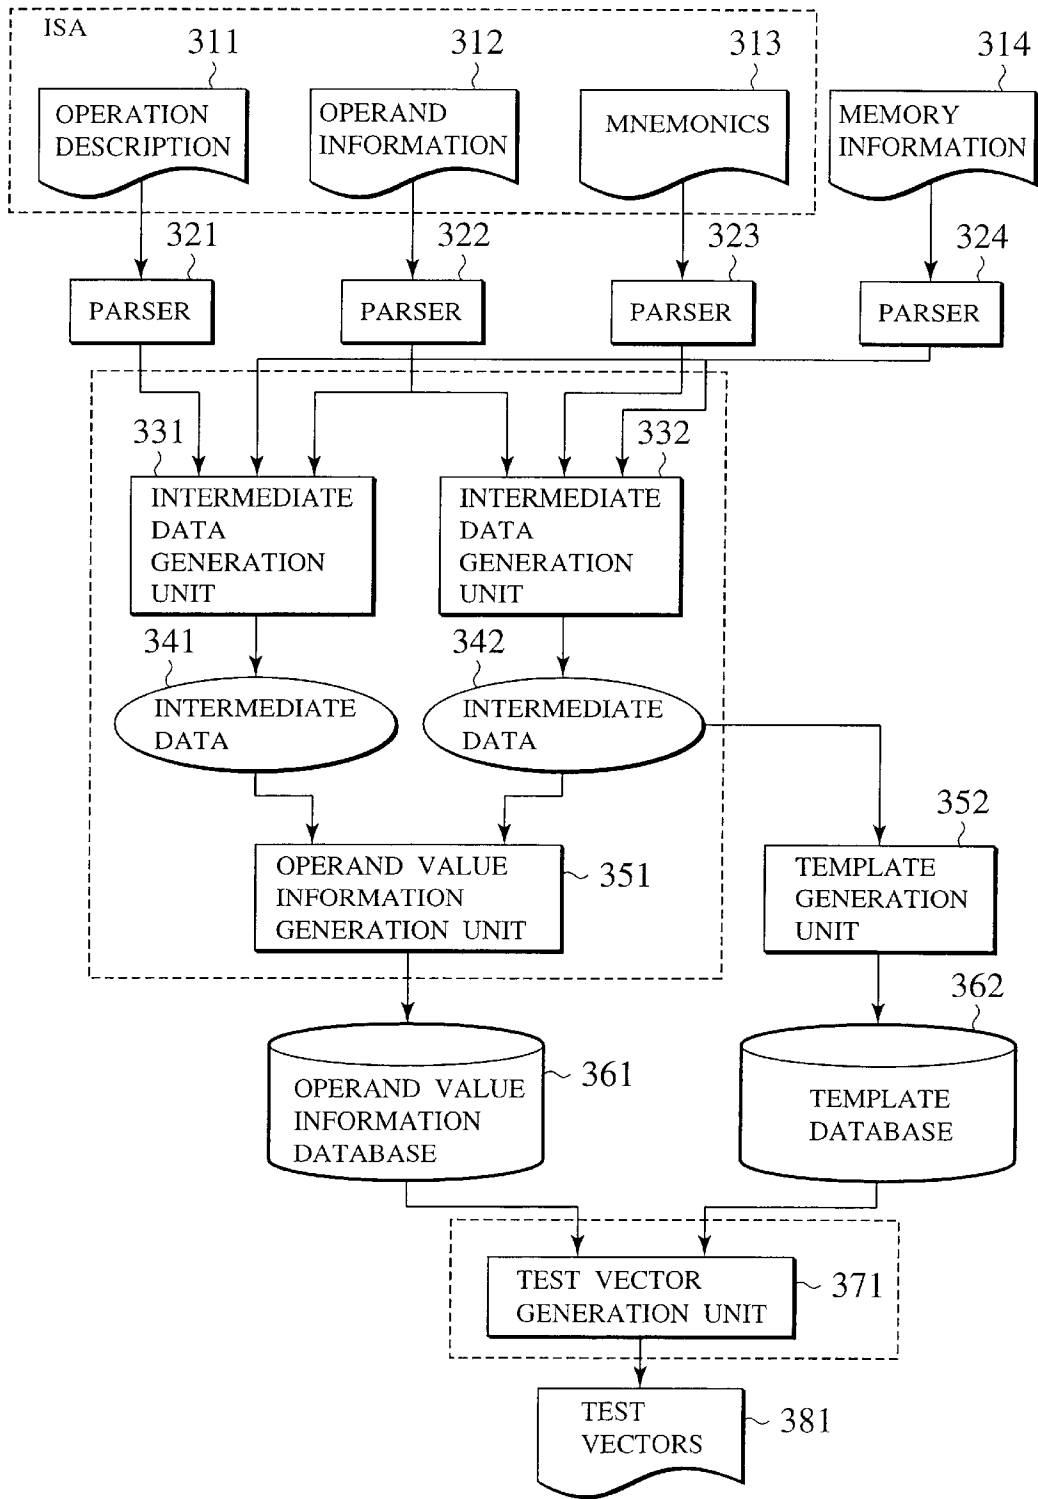 ISA
311
312
313
314
OPERATION
DESCRIPTION
OPERAND
INFORMATION
MNEMONICS
MEMORY
INFORMATION
321
322
323
324
PARSER
PARSER
PARSER
PARSER
331
332
INTERMEDIATE
DATA
GENERATION
UNIT
INTERMEDIATE
DATA
GENERATION
UNIT
341
342
INTERMEDIATE
DATA
INTERMEDIATE
DATA
352
OPERAND VALUE
INFORMATION
GENERATION UNIT
351
TEMPLATE
GENERATION
UNIT
362
OPERAND VALUE
INFORMATION
DATABASE
361
TEMPLATE
DATABASE
TEST VECTOR
GENERATION UNIT
371
TEST
VECTORS
381